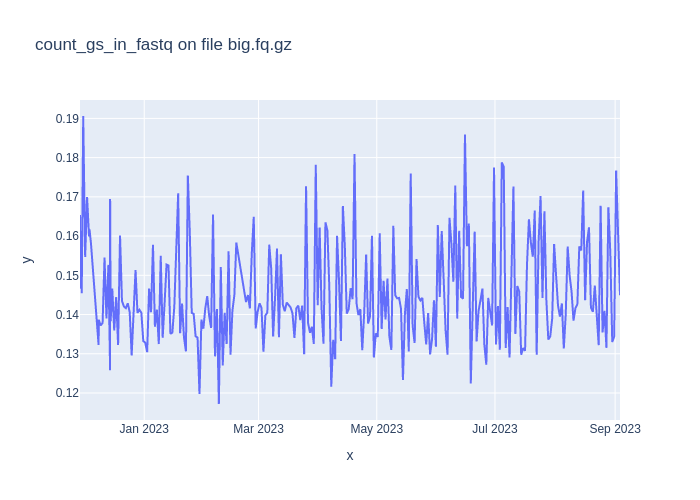 count_gs_in_fastq on file big.fq.gz
0.19
0.18
0.17
0.16
0.15
0.14
0.13
0.12
y
Jan 2023 Mar 2023 May 2023 Jul 2023 Sep 2023
x